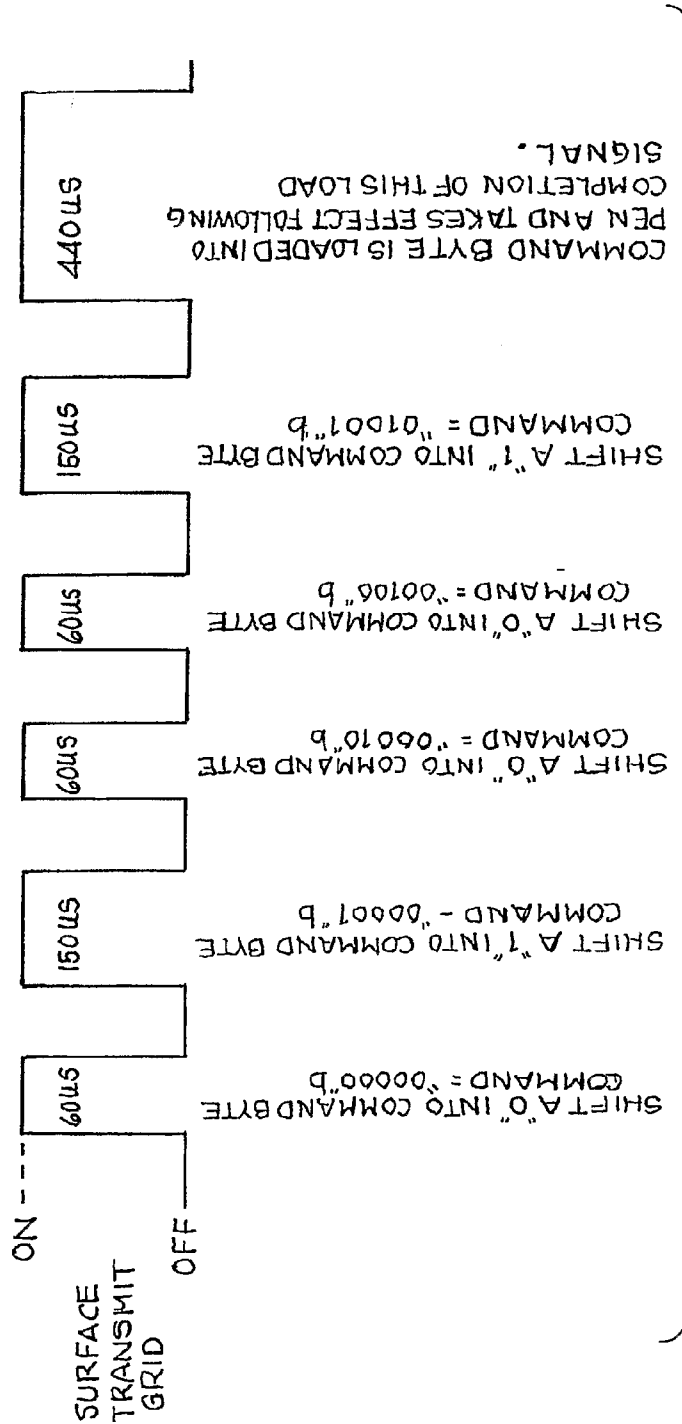 SURFACE
TRANSMIT
GRID
ON
OFF
60us
150us
60us
60us
150us
440us
SHIFT A "0" INTO COMMAND BYTE
COMMAND = "00000"b
SHIFT A "1" INTO COMMAND BYTE
COMMAND - "00001"b
SHIFT A "0" INTO COMMAND BYTE
COMMAND = "00010"b
SHIFT A "0" INTO COMMAND BYTE
COMMAND = "00100"b
SHIFT A "1" INTO COMMAND BYTE
COMMAND = "01001"b
COMMAND BYTE IS LOADED INTO
PEN AND TAKES EFFECT FOLLOWING
COMPLETION OF THIS LOAD
SIGNAL.